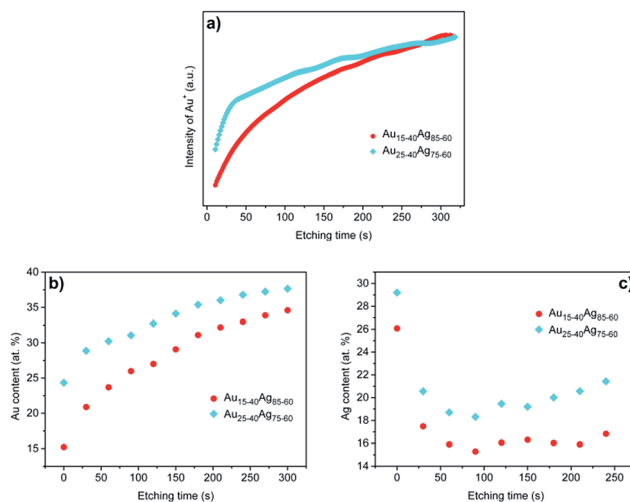 a)
Intensity of Au⁺ (a.u.)
Au₁₅₋₄₀Ag₈₅₋₆₀
Au₂₅₋₄₀Ag₇₅₋₆₀
0 50 100 150 200 250 300
Etching time (s)
b)
40
35
30
25
20
15
Au content (at. %)
Au₁₅₋₄₀Ag₈₅₋₆₀
Au₂₅₋₄₀Ag₇₅₋₆₀
0 50 100 150 200 250 300
Etching time (s)
c)
30
28
26
24
22
20
18
16
14
Ag content (at. %)
Au₁₅₋₄₀Ag₈₅₋₆₀
Au₂₅₋₄₀Ag₇₅₋₆₀
0 50 100 150 200 250
Etching time (s)